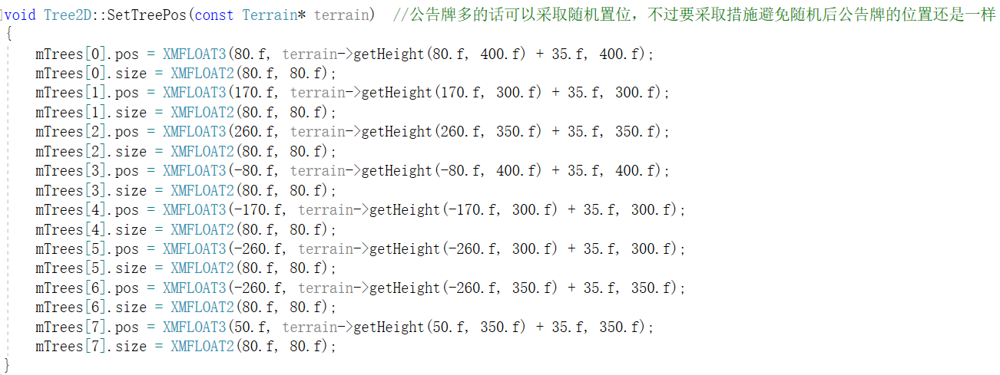 void Tree2D::SetTreePos(const Terrain* terrain)  //公告牌多的话可以采取随机置位，不过要采取措施避免随机后公告牌的位置还是一样
{
    mTrees[0].pos = XMFLOAT3(80.f, terrain->getHeight(80.f, 400.f) + 35.f, 400.f);
    mTrees[0].size = XMFLOAT2(80.f, 80.f);
    mTrees[1].pos = XMFLOAT3(170.f, terrain->getHeight(170.f, 300.f) + 35.f, 300.f);
    mTrees[1].size = XMFLOAT2(80.f, 80.f);
    mTrees[2].pos = XMFLOAT3(260.f, terrain->getHeight(260.f, 350.f) + 35.f, 350.f);
    mTrees[2].size = XMFLOAT2(80.f, 80.f);
    mTrees[3].pos = XMFLOAT3(-80.f, terrain->getHeight(-80.f, 400.f) + 35.f, 400.f);
    mTrees[3].size = XMFLOAT2(80.f, 80.f);
    mTrees[4].pos = XMFLOAT3(-170.f, terrain->getHeight(-170.f, 300.f) + 35.f, 300.f);
    mTrees[4].size = XMFLOAT2(80.f, 80.f);
    mTrees[5].pos = XMFLOAT3(-260.f, terrain->getHeight(-260.f, 300.f) + 35.f, 300.f);
    mTrees[5].size = XMFLOAT2(80.f, 80.f);
    mTrees[6].pos = XMFLOAT3(-260.f, terrain->getHeight(-260.f, 350.f) + 35.f, 350.f);
    mTrees[6].size = XMFLOAT2(80.f, 80.f);
    mTrees[7].pos = XMFLOAT3(50.f, terrain->getHeight(50.f, 350.f) + 35.f, 350.f);
    mTrees[7].size = XMFLOAT2(80.f, 80.f);
}